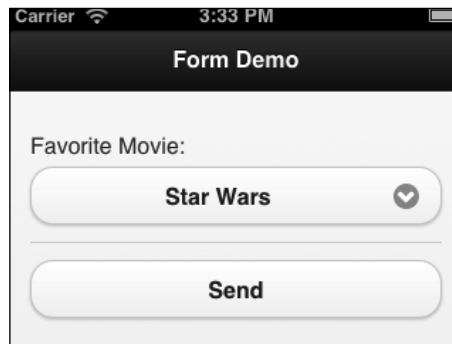 Carrier 3:33 PM
Form Demo
Favorite Movie:
Star Wars
Send